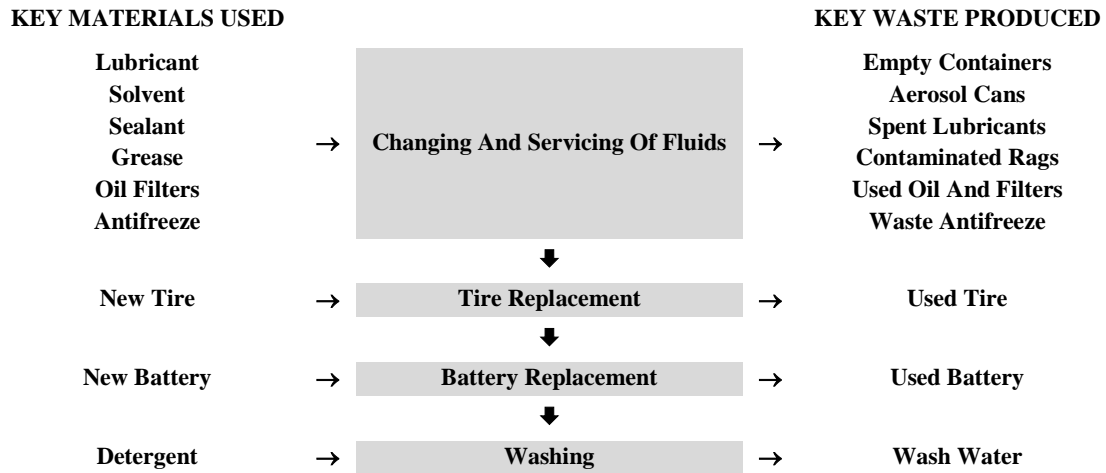 KEY MATERIALS USED
KEY WASTE PRODUCED
Lubricant
Solvent
Sealant
Grease
Oil Filters
Antifreeze
→
Changing And Servicing Of Fluids
→
Empty Containers
Aerosol Cans
Spent Lubricants
Contaminated Rags
Used Oil And Filters
Waste Antifreeze
New Tire → Tire Replacement → Used Tire
New Battery → Battery Replacement → Used Battery
Detergent → Washing → Wash Water